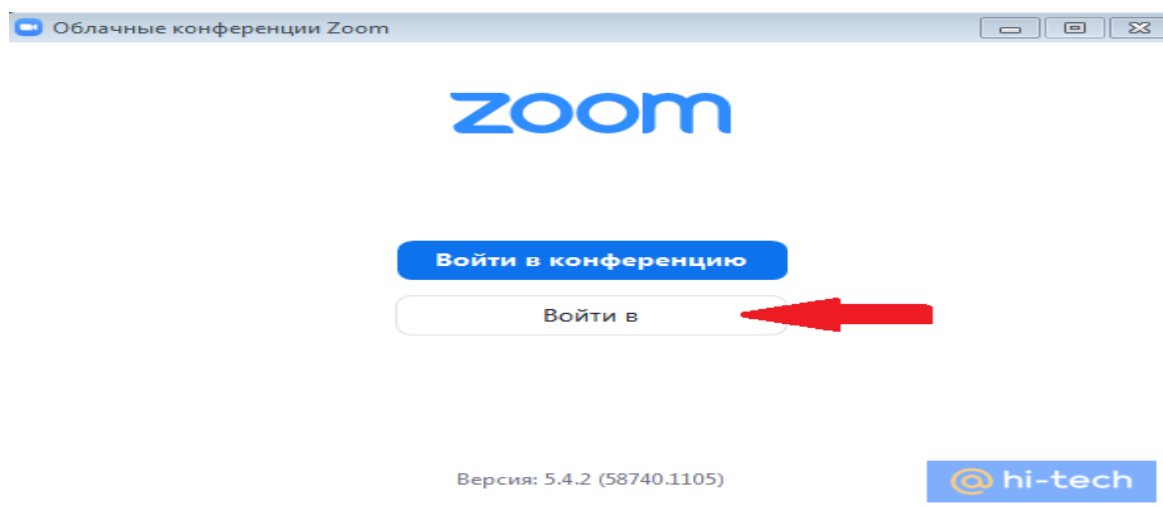 Облачные конференции Zoom
zoom
Войти в конференцию
Войти в
Версия: 5.4.2 (58740.1105)
@ hi-tech